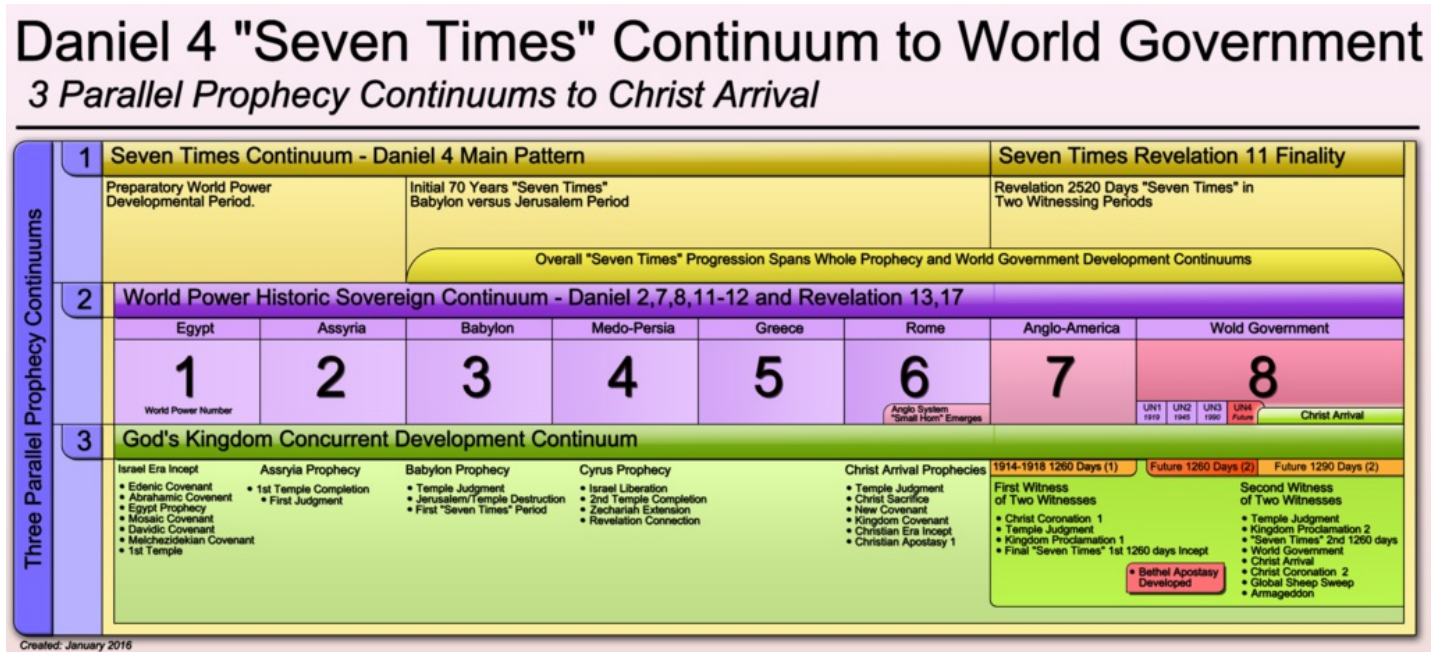 Daniel 4 "Seven Times" Continuum to World Government
3 Parallel Prophecy Continuums to Christ Arrival
Three Parallel Prophecy Continuums
1
Seven Times Continuum - Daniel 4 Main Pattern
Seven Times Revelation 11 Finality
Preparatory World Power
Developmental Period.
Initial 70 Years "Seven Times"
Babylon versus Jerusalem Period
Revelation 2520 Days "Seven Times" in
Two Witnessing Periods
Overall "Seven Times" Progression Spans Whole Prophecy and World Government Development Continuums
2
World Power Historic Sovereign Continuum - Daniel 2,7,8,11-12 and Revelation 13,17
Egypt
1
World Power Number
Assyria
2
Babylon
3
Medo-Persia
4
Greece
5
Rome
6
Anglo System
"Small Horn" Emerges
Anglo-America
7
Wold Government
8
UN1
1919
UN2
1945
UN3
1990
UN4
Future
Christ Arrival
3
God's Kingdom Concurrent Development Continuum
Israel Era Incept
• Edenic Covenant
• Abrahamic Covenent
• Egypt Prophecy
• Mosaic Covenant
• Davidic Covenant
• Melchezidekian Covenant
• 1st Temple
Assryia Prophecy
• 1st Temple Completion
• First Judgment
Babylon Prophecy
• Temple Judgment
• Jerusalem/Temple Destruction
• First "Seven Times" Period
Cyrus Prophecy
• Israel Liberation
• 2nd Temple Completion
• Zechariah Extension
• Revelation Connection
Christ Arrival Prophecies
• Temple Judgment
• Christ Sacrifice
• New Covenant
• Kingdom Covenant
• Christian Era Incept
• Christian Apostasy 1
1914-1918 1260 Days (1)
First Witness
of Two Witnesses
• Christ Coronation 1
• Temple Judgment
• Kingdom Proclamation 1
• Final "Seven Times" 1st 1260 days Incept
• Bethel Apostasy
Developed
Future 1260 Days (2)
Future 1290 Days (2)
Second Witness
of Two Witnesses
• Temple Judgment
• Kingdom Proclamation 2
• "Seven Times" 2nd 1260 days
• World Government
• Christ Arrival
• Christ Coronation 2
• Global Sheep Sweep
• Armageddon
Created: January 2016